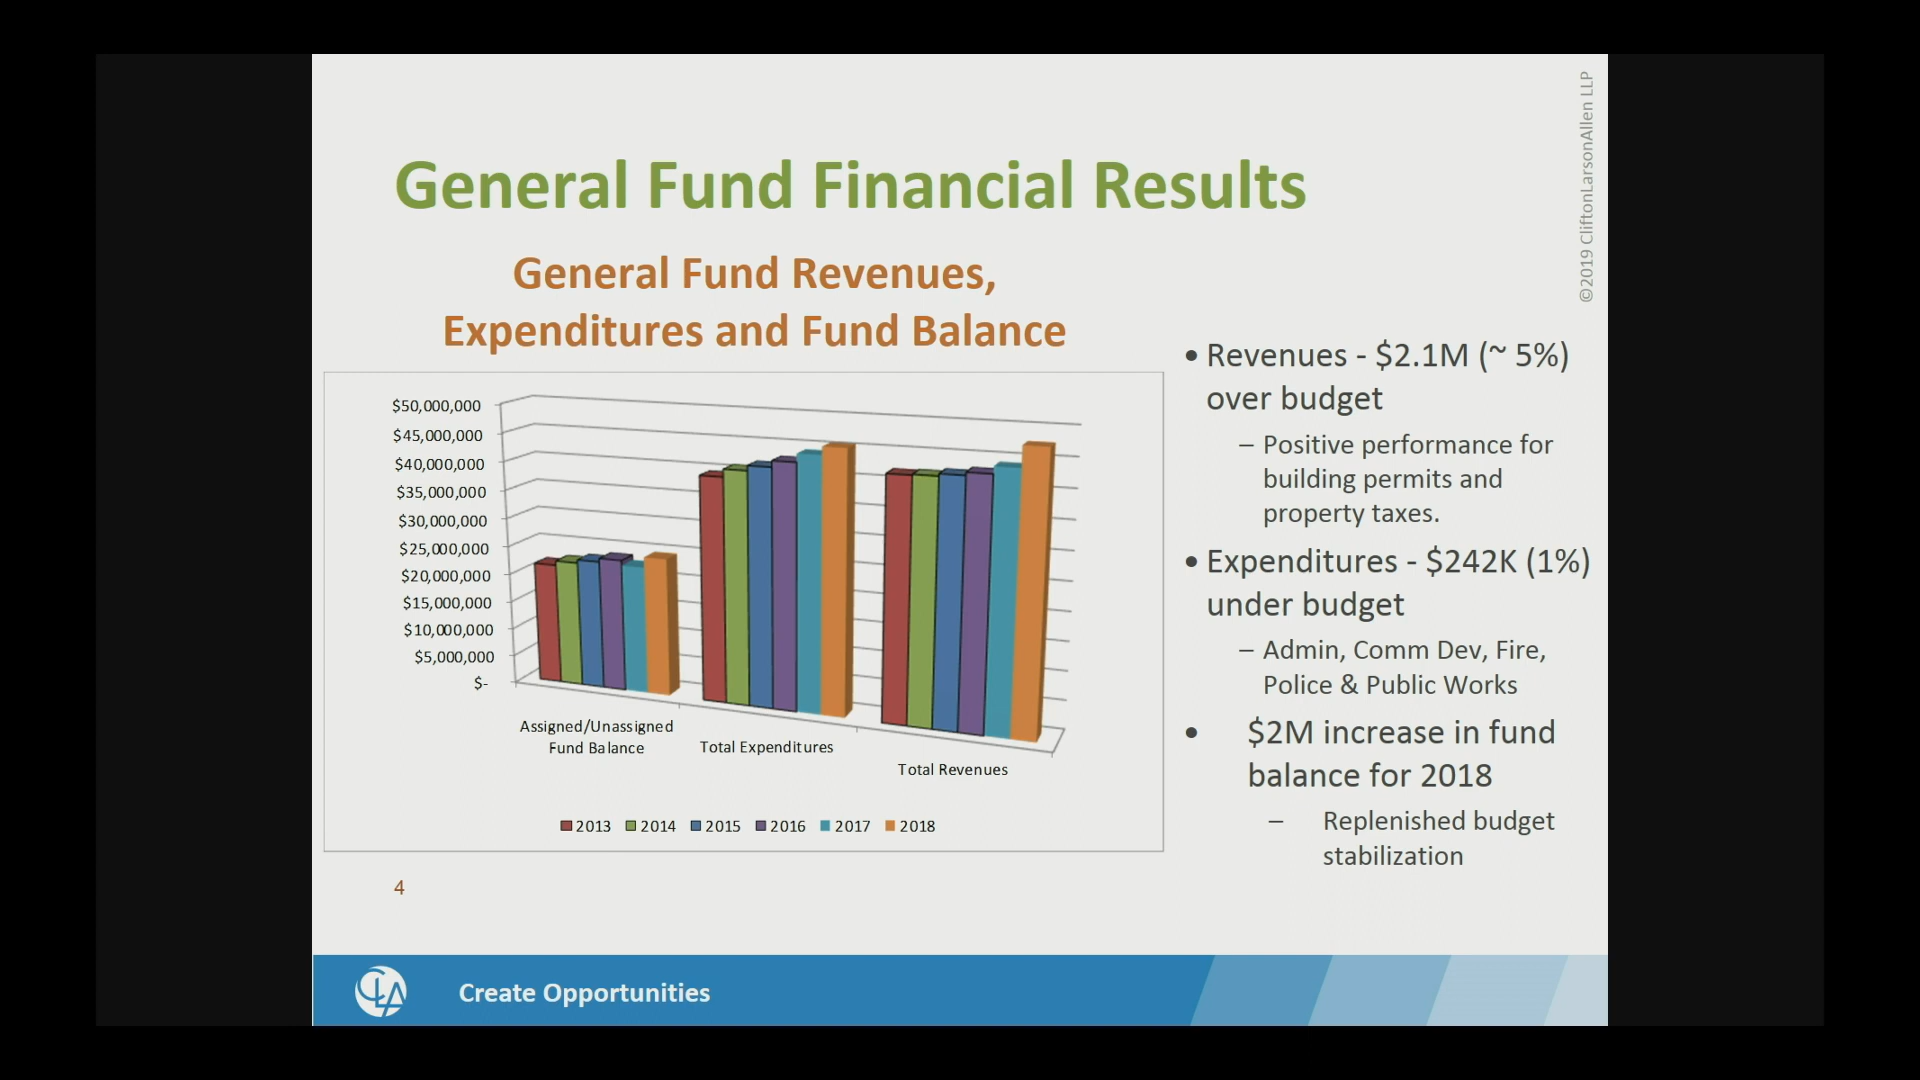 ©2019 CliftonLarsonAllen LLP
General Fund Financial Results
General Fund Revenues,
Expenditures and Fund Balance
$50,000,000
$45,000,000
$40,000,000
$35,000,000
$30,000,000
$25,000,000
$20,000,000
$15,000,000
$10,000,000
$5,000,000
$-
Assigned/Unassigned
Fund Balance
Total Expenditures
Total Revenues
2013 2014 2015 2016 2017 2018
• Revenues - $2.1M (~ 5%)
over budget
– Positive performance for
building permits and
property taxes.
• Expenditures - $242K (1%)
under budget
– Admin, Comm Dev, Fire,
Police & Public Works
• $2M increase in fund
balance for 2018
– Replenished budget
stabilization
4
CLA
Create Opportunities